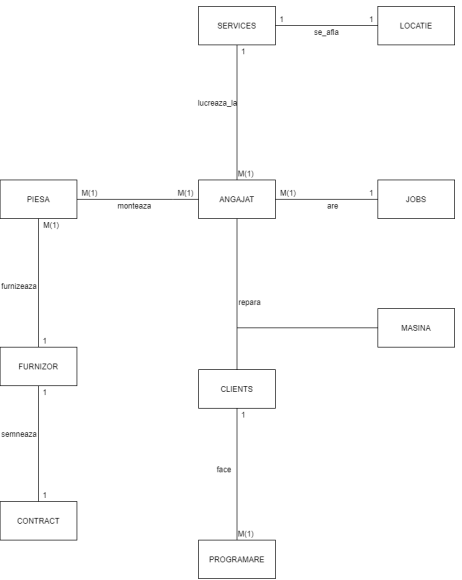 SERVICES
1
1
se_afla
LOCATIE
1
lucreaza_la
M(1)
PIESA
M(1)
M(1)
monteaza
ANGAJAT
M(1)
1
are
JOBS
M(1)
furnizeaza
repara
MASINA
1
FURNIZOR
1
CLIENTS
1
semneaza
face
1
CONTRACT
M(1)
PROGRAMARE